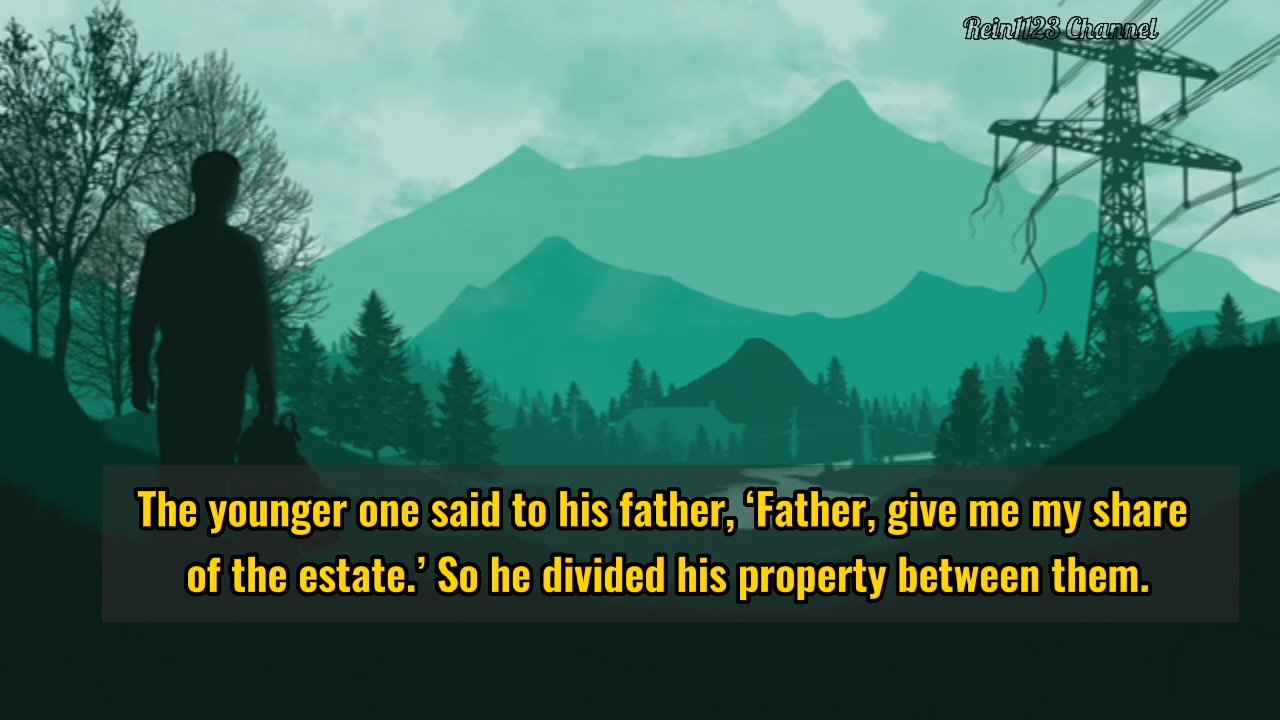 Rein1123 Channel
The younger one said to his father, ‘Father, give me my share
of the estate.’ So he divided his property between them.